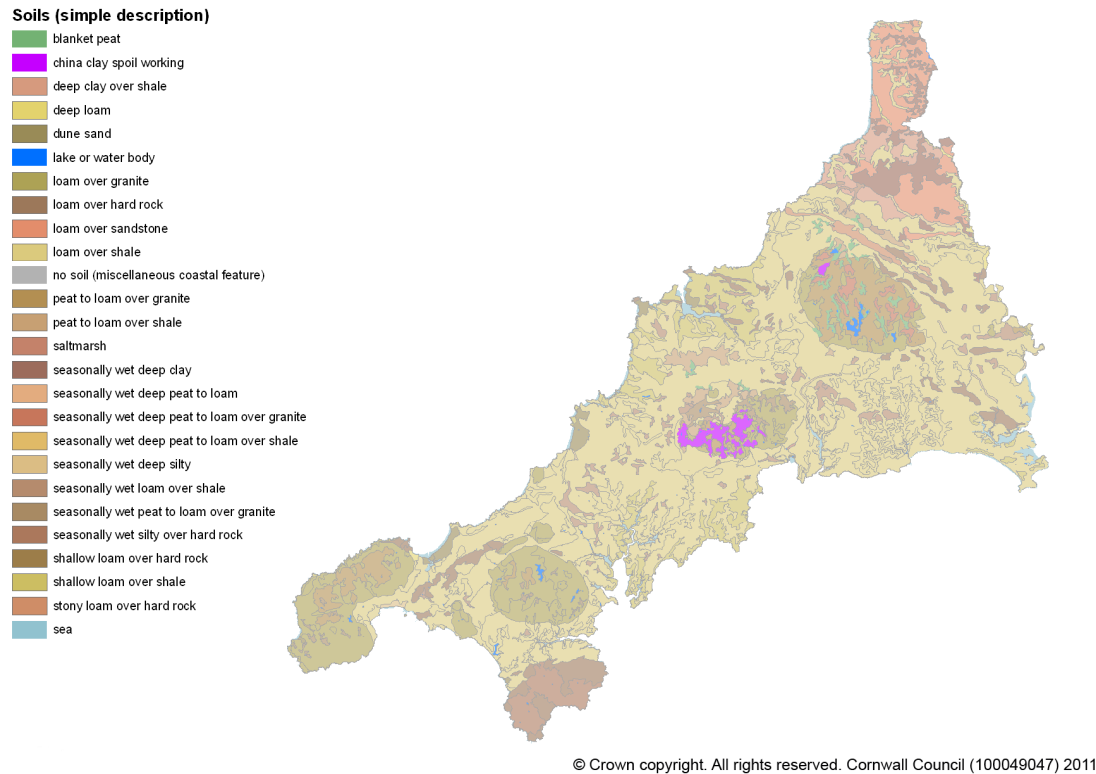 Soils (simple description)
blanket peat
china clay spoil working
deep clay over shale
deep loam
dune sand
lake or water body
loam over granite
loam over hard rock
loam over sandstone
loam over shale
no soil (miscellaneous coastal feature)
peat to loam over granite
peat to loam over shale
saltmarsh
seasonally wet deep clay
seasonally wet deep peat to loam
seasonally wet deep peat to loam over granite
seasonally wet deep peat to loam over shale
seasonally wet deep silty
seasonally wet loam over shale
seasonally wet peat to loam over granite
seasonally wet silty over hard rock
shallow loam over hard rock
shallow loam over shale
stony loam over hard rock
sea
© Crown copyright. All rights reserved. Cornwall Council (100049047) 2011